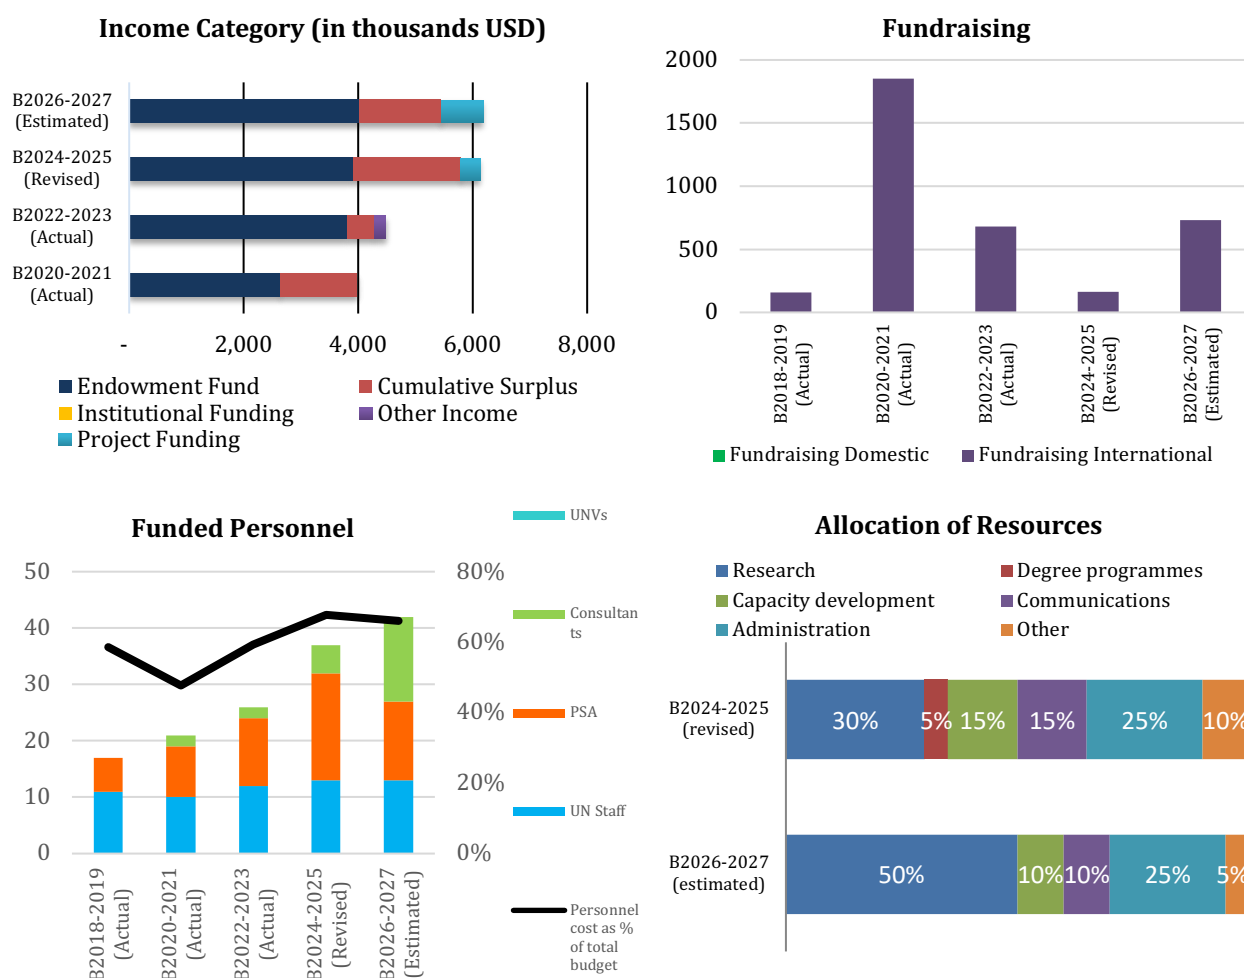 Income Category (in thousands USD)
B2026-2027
(Estimated)
B2024-2025
(Revised)
B2022-2023
(Actual)
B2020-2021
(Actual)
-
2,000
4,000
6,000
8,000
Endowment Fund
Cumulative Surplus
Institutional Funding
Other Income
Project Funding
Fundraising
2000
1500
1000
500
0
B2018-2019
(Actual)
B2020-2021
(Actual)
B2022-2023
(Actual)
B2024-2025
(Revised)
B2026-2027
(Estimated)
Fundraising Domestic
Fundraising International
Funded Personnel
50
40
30
20
10
0
80%
60%
40%
20%
0%
B2018-2019
(Actual)
B2020-2021
(Actual)
B2022-2023
(Actual)
B2024-2025
(Revised)
B2026-2027
(Estimated)
UNVs
Consultan
ts
PSA
UN Staff
Personnel
cost as %
of total
budget
Allocation of Resources
Research
Degree programmes
Capacity development
Communications
Administration
Other
B2024-2025
(revised)
30%
5%
15%
15%
25%
10%
B2026-2027
(estimated)
50%
10%
10%
25%
5%